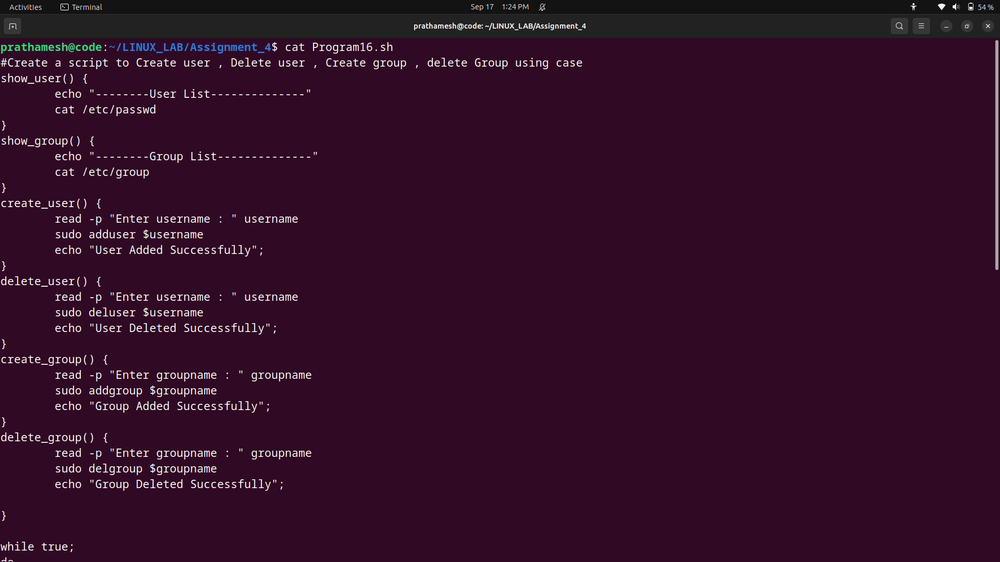 Activities Terminal Sep 17 1:24 PM 54 %
prathamesh@code: ~/LINUX_LAB/Assignment_4
prathamesh@code:~/LINUX_LAB/Assignment_4$ cat Program16.sh
#Create a script to Create user , Delete user , Create group , delete Group using case
show_user() {
        echo "--------User List--------------"
        cat /etc/passwd
}
show_group() {
        echo "--------Group List--------------"
        cat /etc/group
}
create_user() {
        read -p "Enter username : " username
        sudo adduser $username
        echo "User Added Successfully";
}
delete_user() {
        read -p "Enter username : " username
        sudo deluser $username
        echo "User Deleted Successfully";
}
create_group() {
        read -p "Enter groupname : " groupname
        sudo addgroup $groupname
        echo "Group Added Successfully";
}
delete_group() {
        read -p "Enter groupname : " groupname
        sudo delgroup $groupname
        echo "Group Deleted Successfully";

}

while true;
do